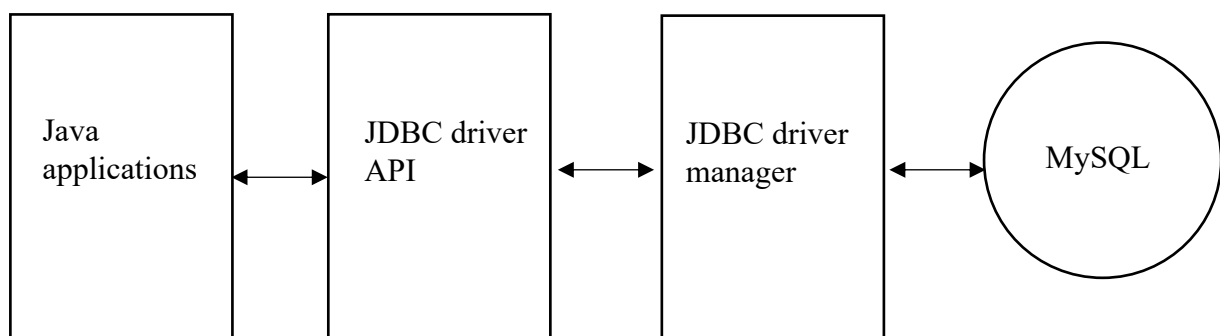 Java
applications
JDBC driver
API
JDBC driver
manager
MySQL